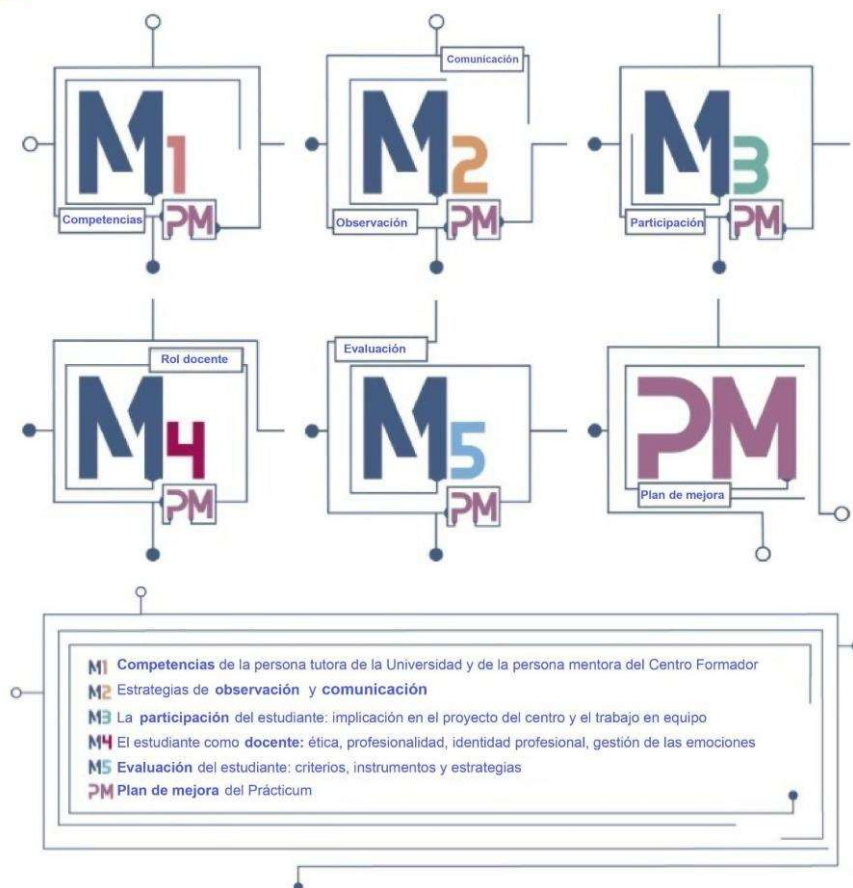 Comunicación
M1
M2
M3
Competencias
PM
Observación
PM
Participación
PM
Rol docente
Evaluación
M4
M5
PM
PM
PM
Plan de mejora
M1 Competencias de la persona tutora de la Universidad y de la persona mentora del Centro Formador
M2 Estrategias de observación y comunicación
M3 La participación del estudiante: implicación en el proyecto del centro y el trabajo en equipo
M4 El estudiante como docente: ética, profesionalidad, identidad profesional, gestión de las emociones
M5 Evaluación del estudiante: criterios, instrumentos y estrategias
PM Plan de mejora del Prácticum